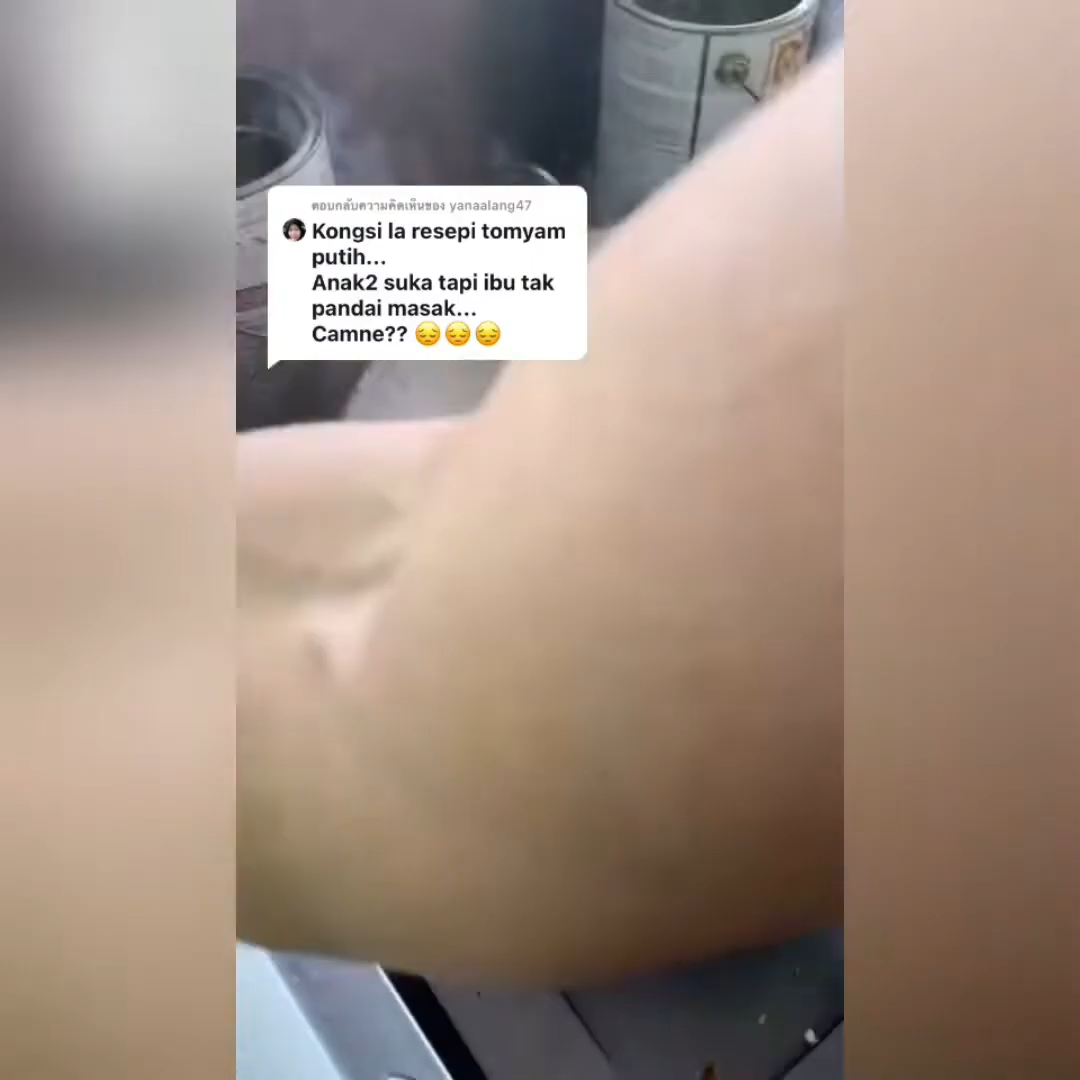 ตอบกลับความคิดเห็นของ yanaalang47
Kongsi la resepi tomyam
putih...
Anak2 suka tapi ibu tak
pandai masak...
Camne?? 😔😔😔